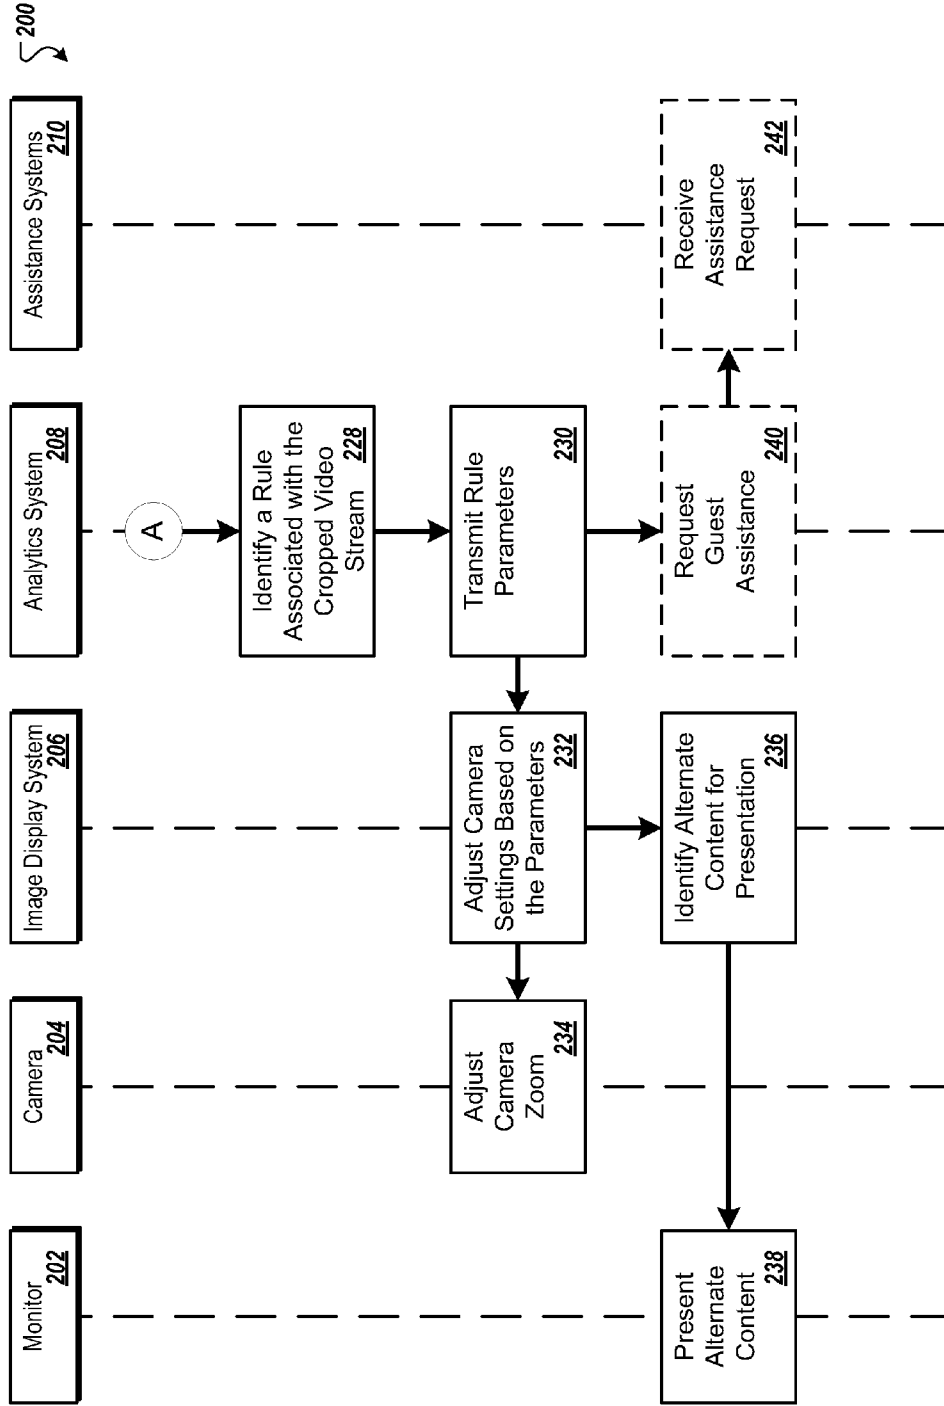 200
Monitor
202
Camera
204
Image Display System
206
Analytics System
208
Assistance Systems
210
A
Identify a Rule
Associated with the
Cropped Video
Stream
228
Adjust
Camera
Zoom
234
Adjust Camera
Settings Based on
the Parameters
232
Transmit Rule
Parameters
230
Present
Alternate
Content
238
Identify Alternate
Content for
Presentation
236
Request
Guest
Assistance
240
Receive
Assistance
Request
242